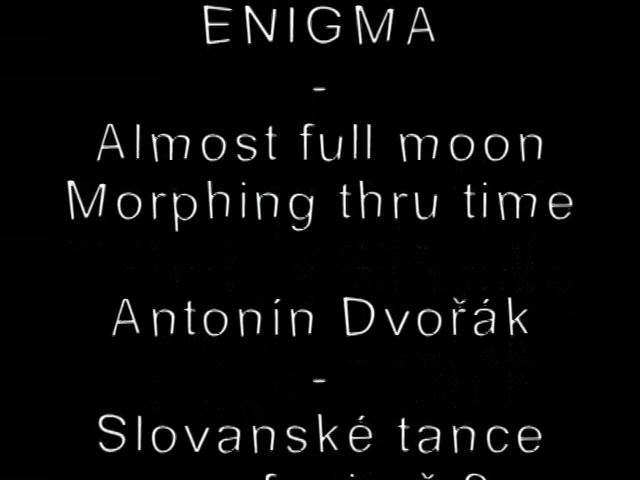 ENIGMA
-
Almost full moon
Morphing thru time
Antonín Dvořák
-
Slovanské tance